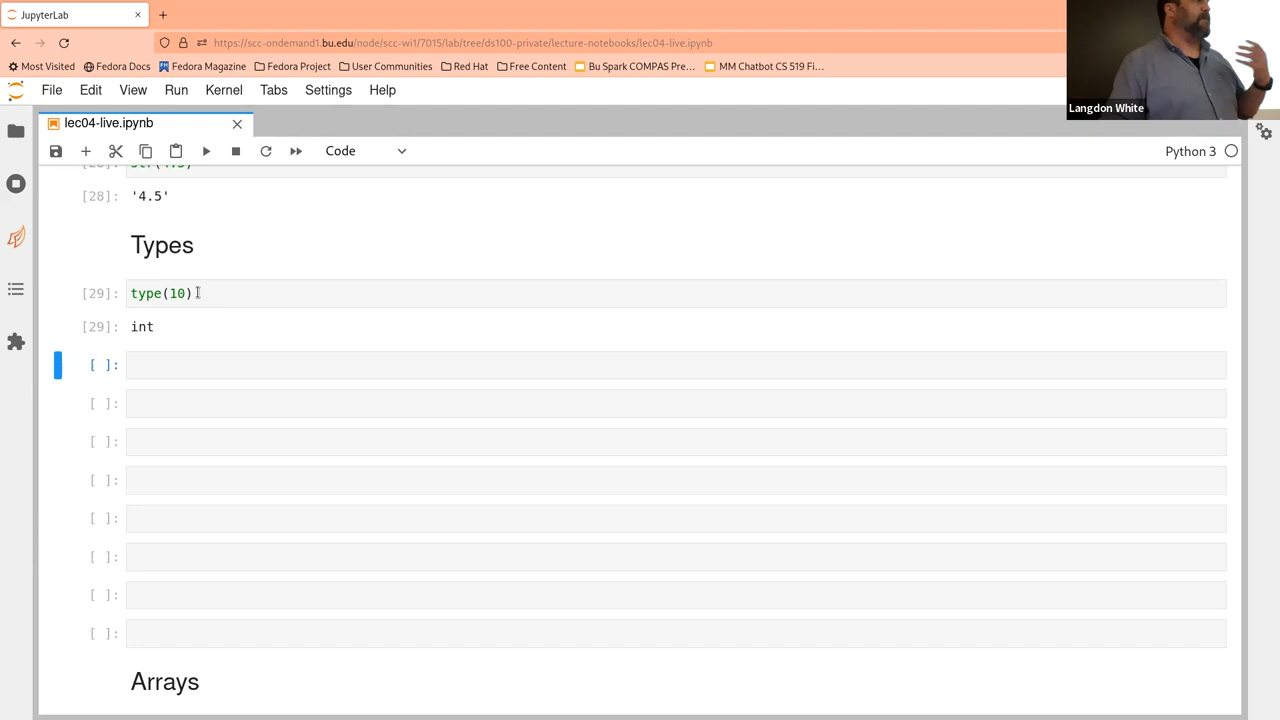 JupyterLab
https://scc-ondemand1.bu.edu/node/scc-wi1/7015/lab/tree/ds100-private/lecture-notebooks/lec04-live.ipynb
Most Visited Fedora Docs Fedora Magazine Fedora Project User Communities Red Hat Free Content Bu Spark COMPAS Pre… MM Chatbot CS 519 Fi…
Langdon White
File Edit View Run Kernel Tabs Settings Help
lec04-live.ipynb
Code
Python 3
[28]: '4.5'
Types
[29]: type(10)
[29]: int
[ ]:
[ ]:
[ ]:
[ ]:
[ ]:
[ ]:
[ ]:
[ ]:
Arrays